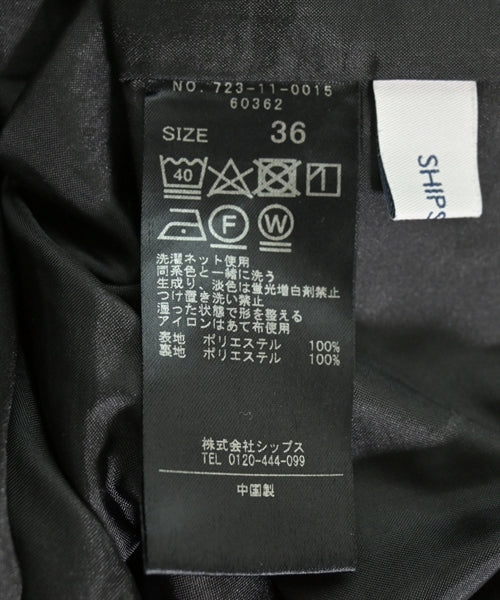 NO. 723-11-0015
60362
SIZE 36
40
F W
洗濯ネット使用
同系色と一緒に洗う
生成り、淡色は蛍光増白剤禁止
つけ置き洗い禁止
湿った状態で形を整える
アイロンはあて布使用
表地 ポリエステル 100%
裏地 ポリエステル 100%
株式会社シップス
TEL 0120-444-099
中国製
SHIPS